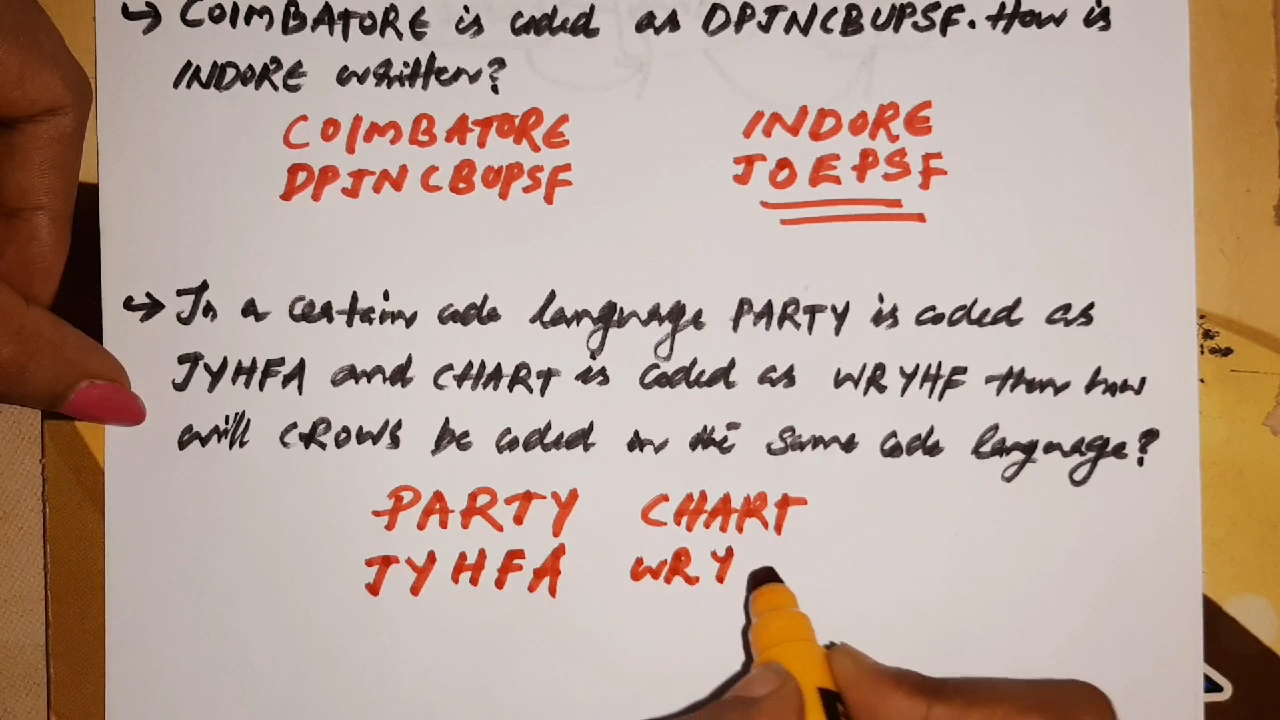 ↪ COIMBATORE is coded as DPJNCBUPSF. How is
INDORE written?
COIMBATORE INDORE
DPJNCBUPSF JOEPSF
↪ In a certain code language PARTY is coded as
JYHFA and CHART is coded as WRYHF then how
will CROWS be coded in the same code language?
PARTY CHART
JYHFA WRY